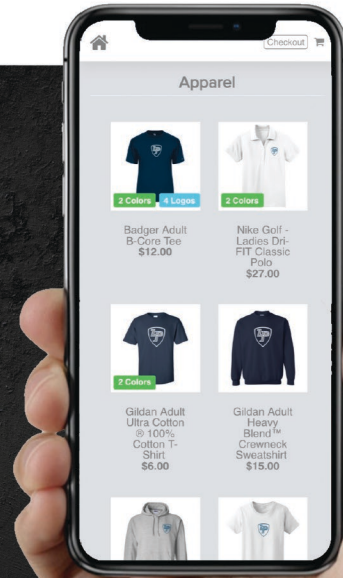 Checkout
Apparel
2 Colors
4 Logos
2 Colors
Badger Adult
B-Core Tee
$12.00
Nike Golf -
Ladies Dri-
FIT Classic
Polo
$27.00
2 Colors
Gildan Adult
Ultra Cotton
® 100%
Cotton T-
Shirt
$6.00
Gildan Adult
Heavy
Blend™
Crewneck
Sweatshirt
$15.00